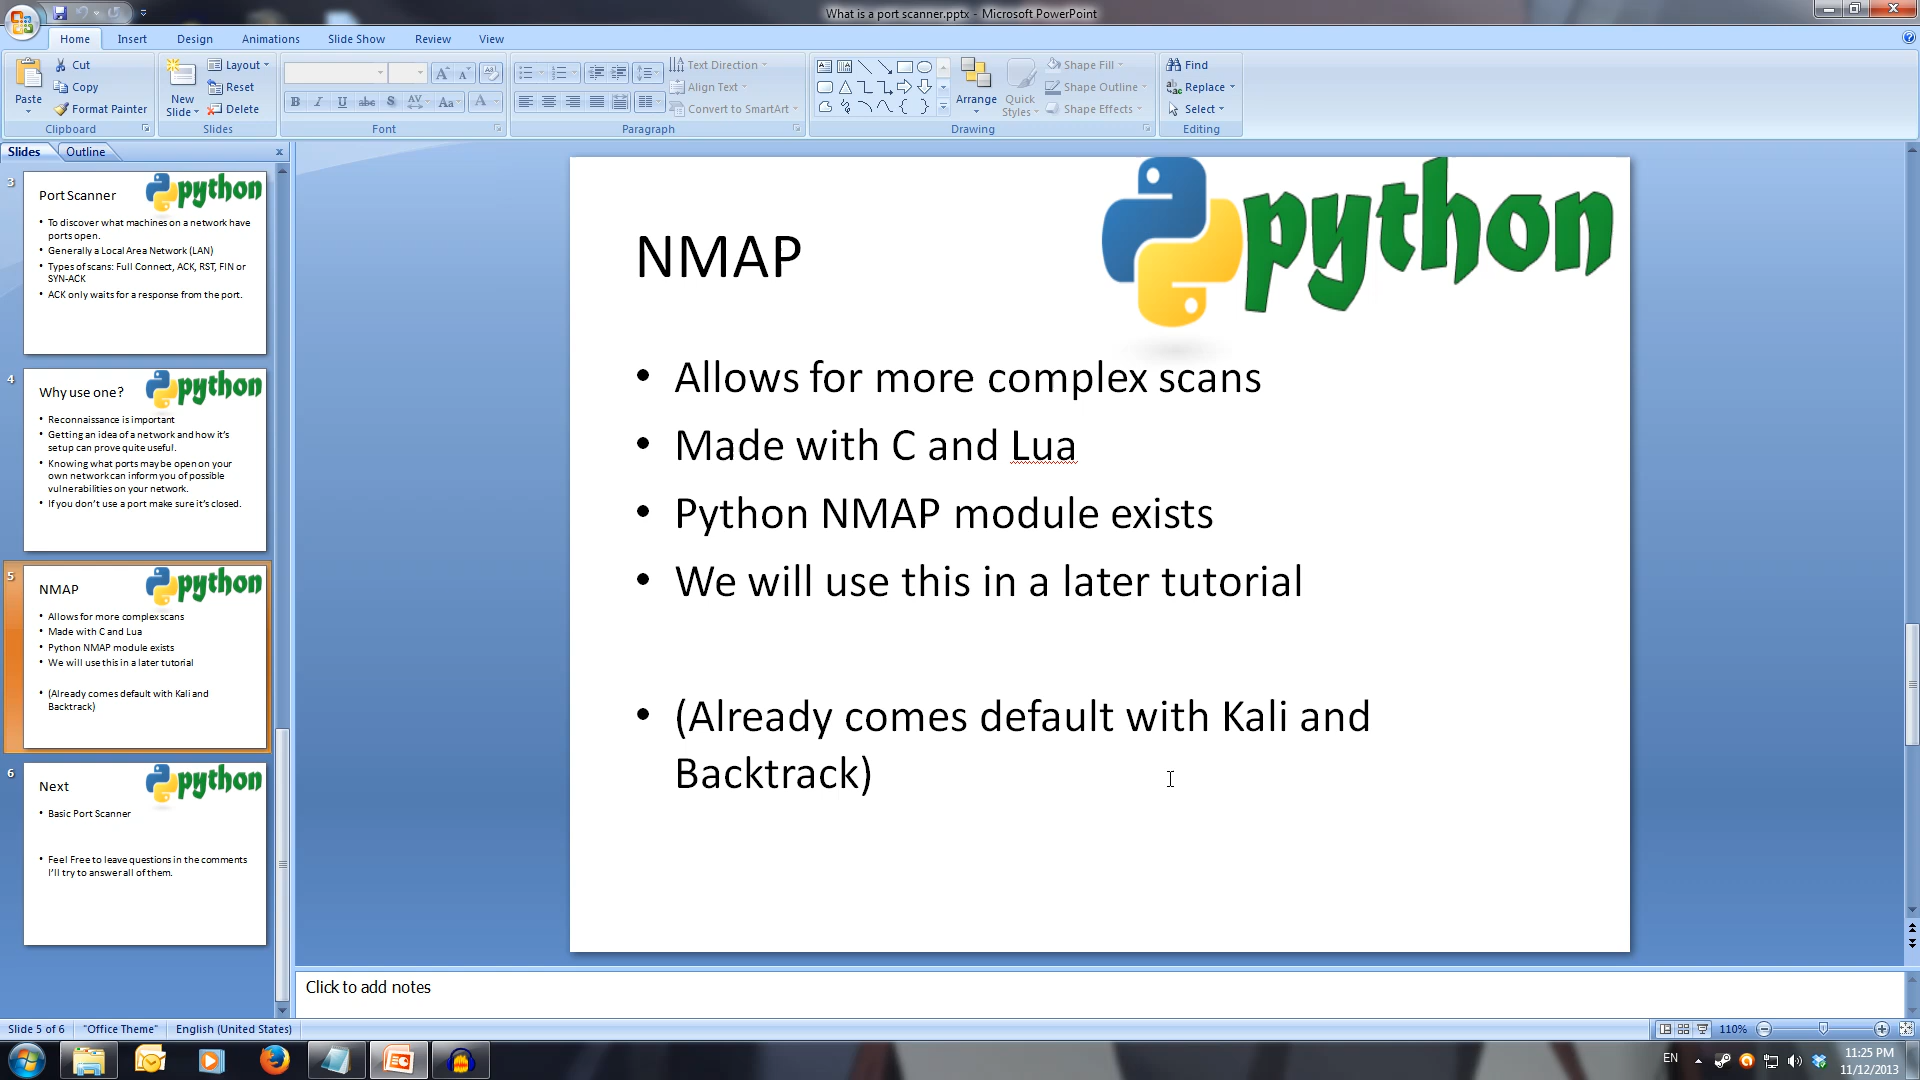 What is a port scanner.pptx - Microsoft PowerPoint
Home Insert Design Animations Slide Show Review View
Paste
Cut
Copy
Format Painter
Clipboard
New Slide
Layout
Reset
Delete
Slides
B I U abc S AV Aa A
Font
Text Direction
Align Text
Convert to SmartArt
Paragraph
Arrange
Quick Styles
Shape Fill
Shape Outline
Shape Effects
Drawing
Find
Replace
Select
Editing
Slides Outline x
3
Port Scanner
python
• To discover what machines on a network have
ports open.
• Generally a Local Area Network (LAN)
• Types of scans: Full Connect, ACK, RST, FIN or
SYN-ACK
• ACK only waits for a response from the port.
4
Why use one?
python
• Reconnaissance is important
• Getting an idea of a network and how it's
setup can prove quite useful.
• Knowing what ports may be open on your
own network can inform you of possible
vulnerabilities on your network.
• If you don't use a port make sure it's closed.
5
NMAP
python
• Allows for more complex scans
• Made with C and Lua
• Python NMAP module exists
• We will use this in a later tutorial
• (Already comes default with Kali and
Backtrack)
6
Next
python
• Basic Port Scanner
• Feel Free to leave questions in the comments
I'll try to answer all of them.
NMAP
python
• Allows for more complex scans
• Made with C and Lua
• Python NMAP module exists
• We will use this in a later tutorial
• (Already comes default with Kali and
Backtrack)
Click to add notes
Slide 5 of 6 "Office Theme" English (United States)
110%
EN
11:25 PM
11/12/2013